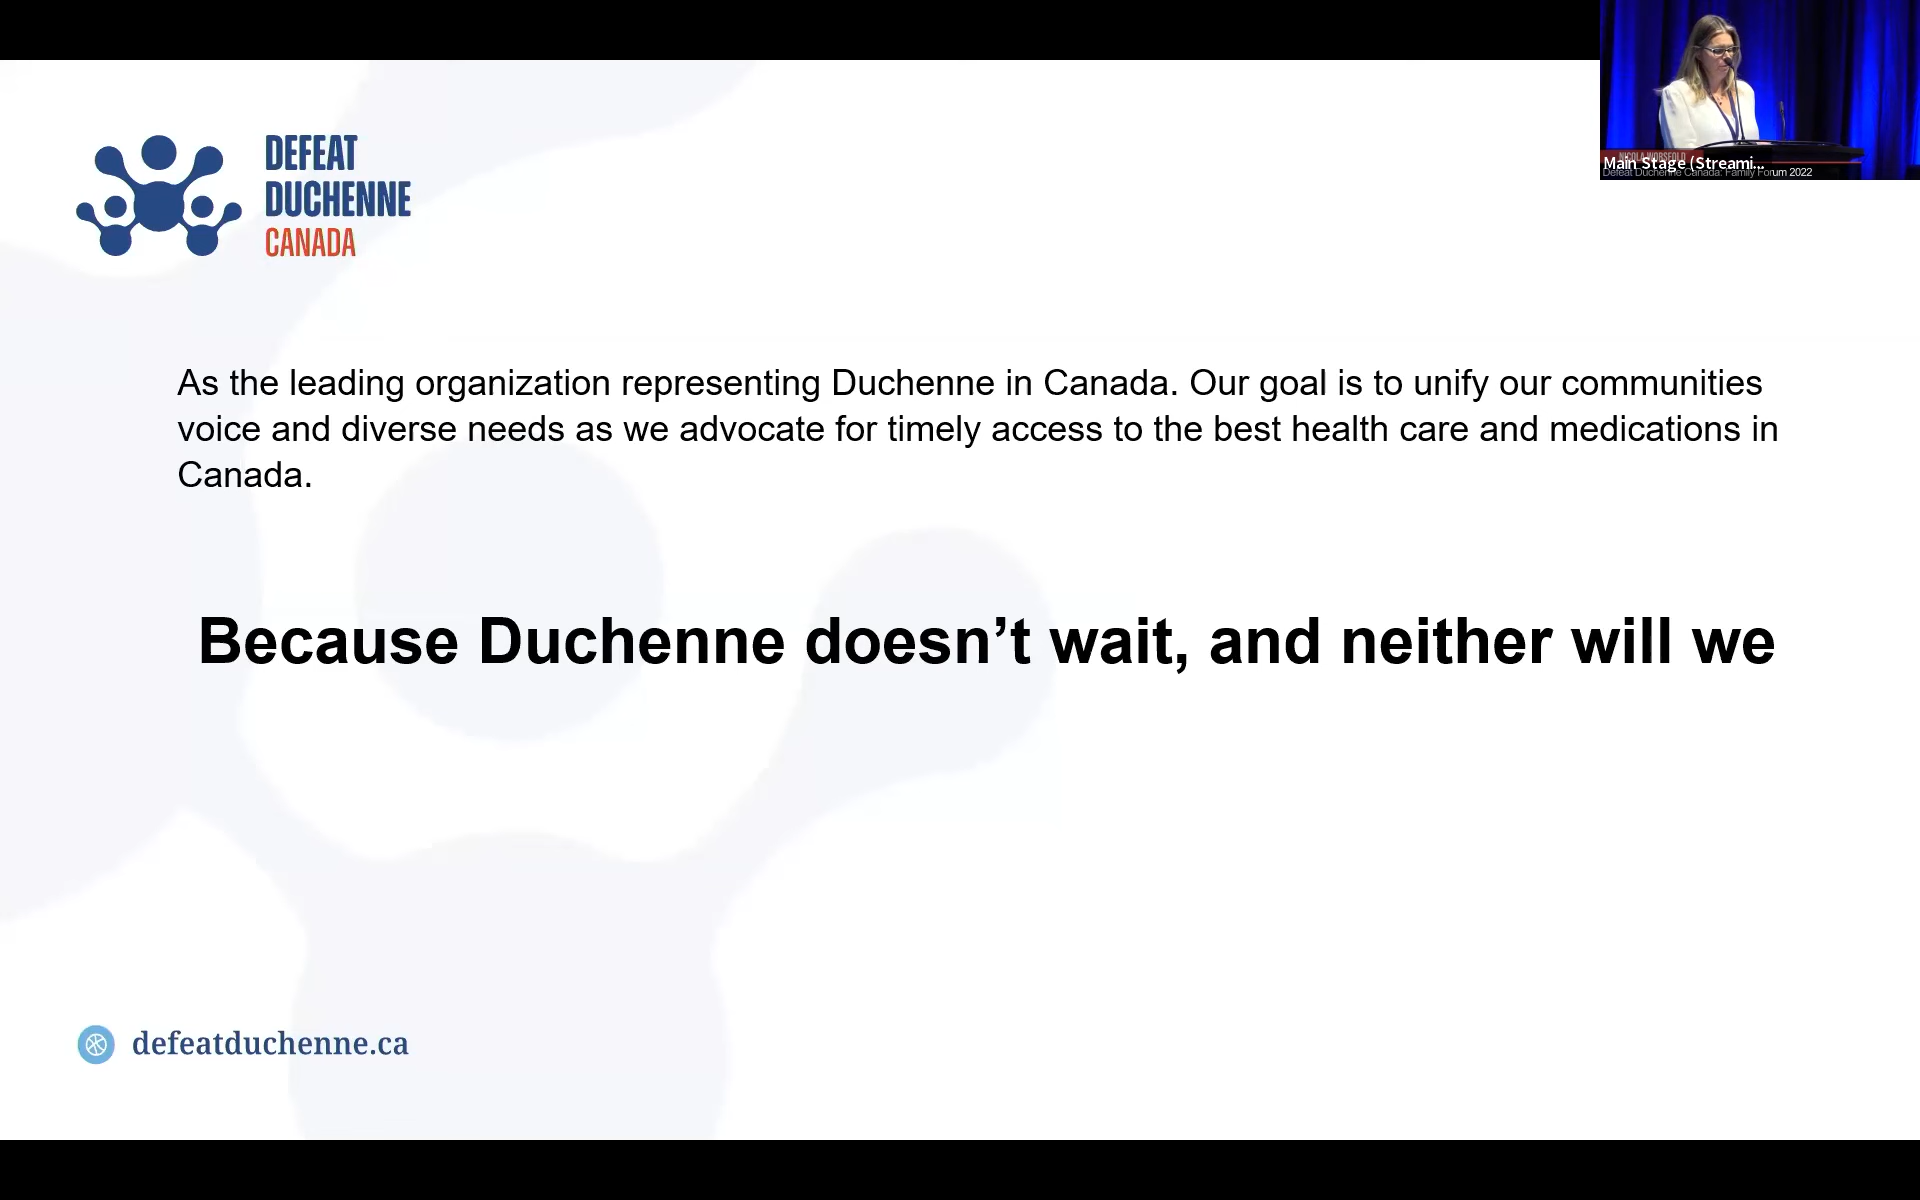 DEFEAT
DUCHENNE
CANADA
NICOLA WORSFOLD
Main Stage (Streami...
Defeat Duchenne Canada: Family Forum 2022
As the leading organization representing Duchenne in Canada. Our goal is to unify our communities
voice and diverse needs as we advocate for timely access to the best health care and medications in
Canada.
Because Duchenne doesn’t wait, and neither will we
defeatduchenne.ca